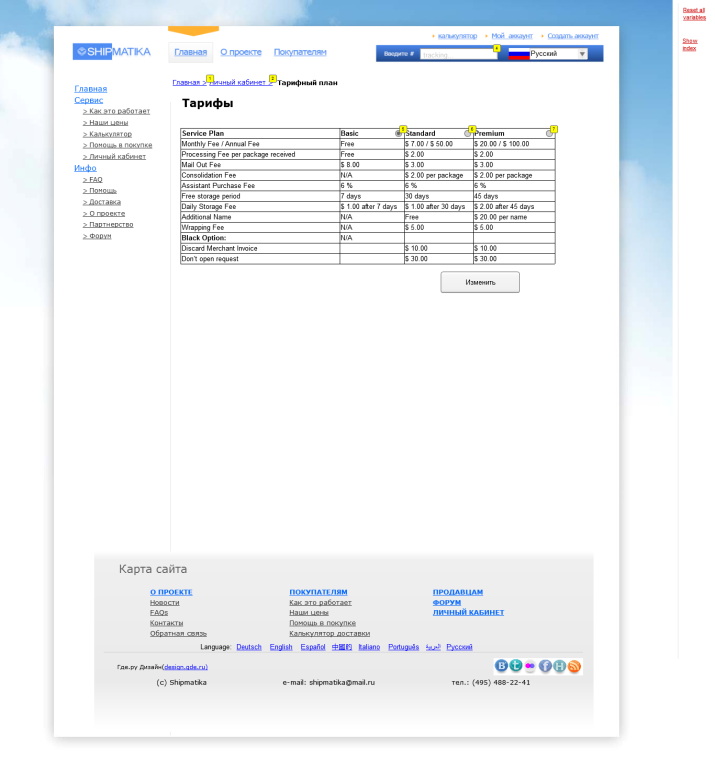 Reset all variables
Show index
калькулятор Мой аккаунт Создать аккаунт
SHIPMATIKA
Главная О проекте Покупателям
Вводите # tracking 4 Русский
Главная > 1 Личный кабинет > 2 Тарифный план
Главная
Сервис
> Как это работает
> Наши цены
> Калькулятор
> Помощь в покупке
> Личный кабинет
Инфо
> FAQ
> Помощь
> Доставка
> О проекте
> Партнерство
> Форум
Тарифы
Service Plan Basic 5 Standard 6 Premium 7
Monthly Fee / Annual Fee Free $ 7.00 / $ 50.00 $ 20.00 / $ 100.00
Processing Fee per package received Free $ 2.00 $ 2.00
Mail Out Fee $ 8.00 $ 3.00 $ 3.00
Consolidation Fee N/A $ 2.00 per package $ 2.00 per package
Assistant Purchase Fee 6 % 6 % 6 %
Free storage period 7 days 30 days 45 days
Daily Storage Fee $ 1.00 after 7 days $ 1.00 after 30 days $ 2.00 after 45 days
Additional Name N/A Free $ 20.00 per name
Wrapping Fee N/A $ 5.00 $ 5.00
Black Option: N/A
Discard Merchant Invoice $ 10.00 $ 10.00
Don't open request $ 30.00 $ 30.00
Изменить
Карта сайта
О ПРОЕКТЕ
Новости
FAQs
Контакты
Обратная связь
ПОКУПАТЕЛЯМ
Как это работает
Наши цены
Помощь в покупке
Калькулятор доставки
ПРОДАВЦАМ
ФОРУМ
ЛИЧНЫЙ КАБИНЕТ
Language: Deutsch English Español 中國的 Italiano Português العربية Русский
Где.ру Дизайн(design.gde.ru)
(c) Shipmatika e-mail: shipmatika@mail.ru тел.: (495) 488-22-41